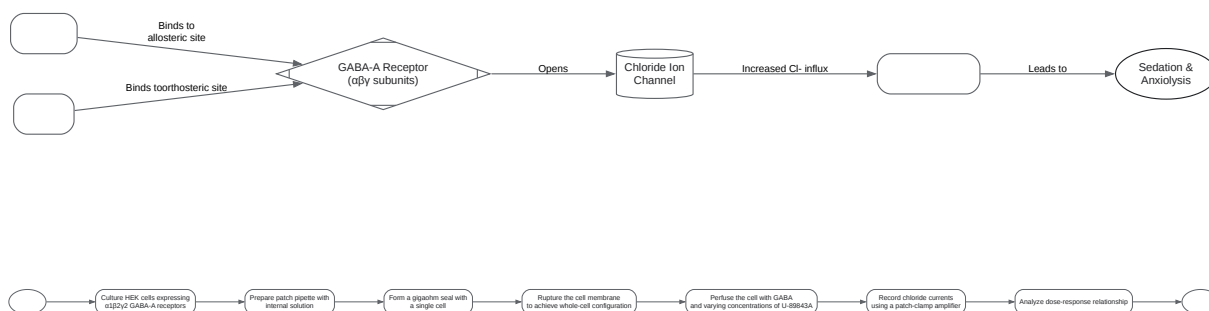 Binds to
allosteric site
Binds toorthosteric site
GABA-A Receptor
(αβγ subunits)
Opens
Chloride Ion
Channel
Increased Cl- influx
Leads to
Sedation &
Anxiolysis
Culture HEK cells expressing
α1β2γ2 GABA-A receptors
Prepare patch pipette with
internal solution
Form a gigaohm seal with
a single cell
Rupture the cell membrane
to achieve whole-cell configuration
Perfuse the cell with GABA
and varying concentrations of U-89843A
Record chloride currents
using a patch-clamp amplifier
Analyze dose-response relationship